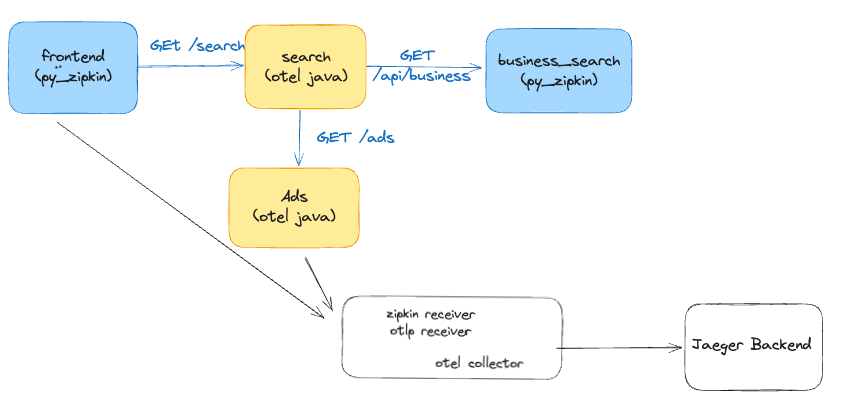 frontend
(py_zipkin)
GEt /search
search
(otel java)
GET
/api/business
business_search
(py_zipkin)
GET /ads
Ads
(otel java)
zipkin receiver
otlp receiver
otel collector
Jaeger Backend